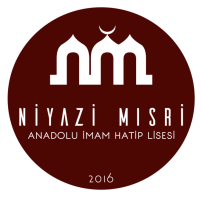 NİYAZİ MISRİ
ANADOLU İMAM HATİP LİSESİ
2016